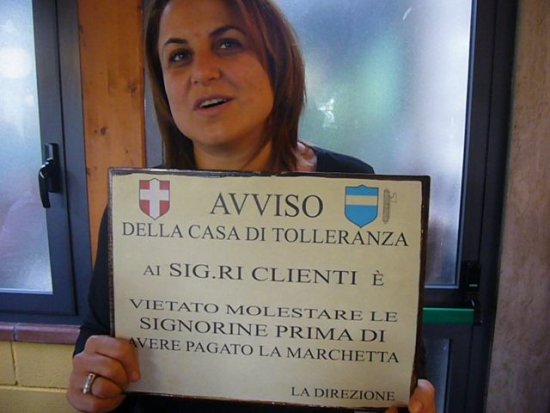 AVVISO
DELLA CASA DI TOLLERANZA
AI SIG.RI CLIENTI È
VIETATO MOLESTARE LE
SIGNORINE PRIMA DI
AVERE PAGATO LA MARCHETTA
LA DIREZIONE